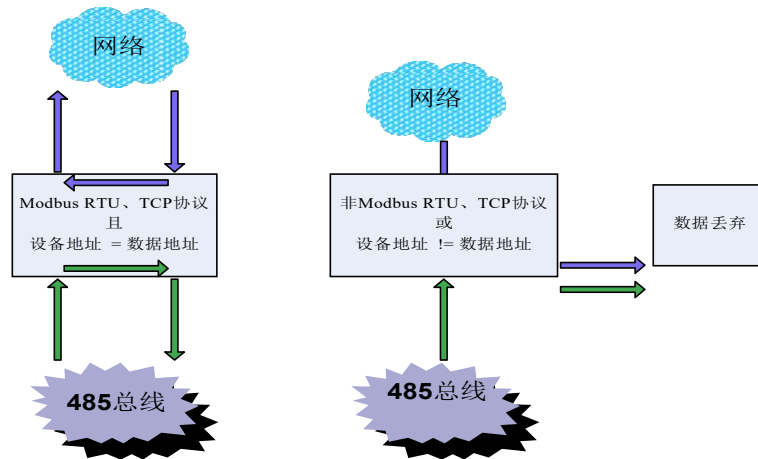 网络
Modbus RTU、TCP协议
且
设备地址 = 数据地址
485总线
网络
非Modbus RTU、TCP协议
或
设备地址 != 数据地址
数据丢弃
485总线